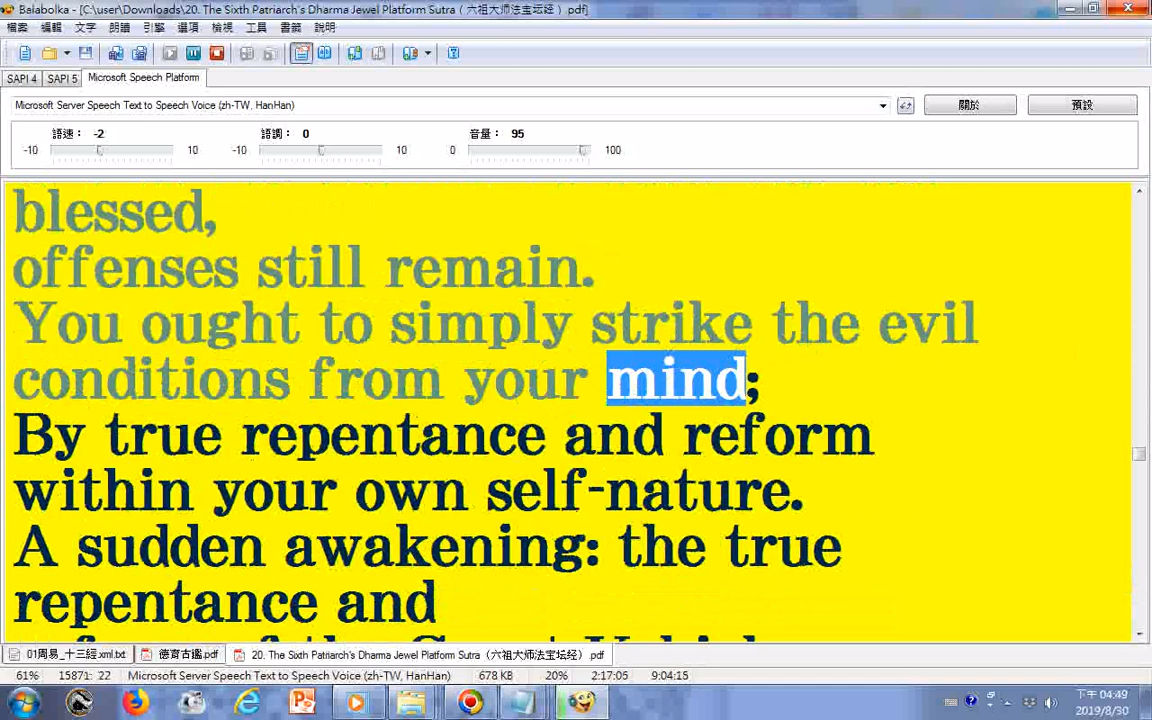 Balabolka - [C:\user\Downloads\20. The Sixth Patriarch's Dharma Jewel Platform Sutra（六祖大师法宝坛经）.pdf]
檔案 編輯 文字 朗讀 引擎 選項 檢視 工具 書籤 說明
SAPI 4 SAPI 5 Microsoft Speech Platform
Microsoft Server Speech Text to Speech Voice (zh-TW, HanHan) 關於 預設
語速： -2 語調： 0 音量： 95
-10 10 -10 10 0 100
blessed,
offenses still remain.
You ought to simply strike the evil
conditions from your mind;
By true repentance and reform
within your own self-nature.
A sudden awakening: the true
repentance and
01周易_十三經.xml.txt 德育古鑑.pdf 20. The Sixth Patriarch's Dharma Jewel Platform Sutra（六祖大师法宝坛经）.pdf
61% 15871: 22 Microsoft Server Speech Text to Speech Voice (zh-TW, HanHan) 678 KB 20% 2:17:05 9:04:15
下午 04:49
2019/8/30